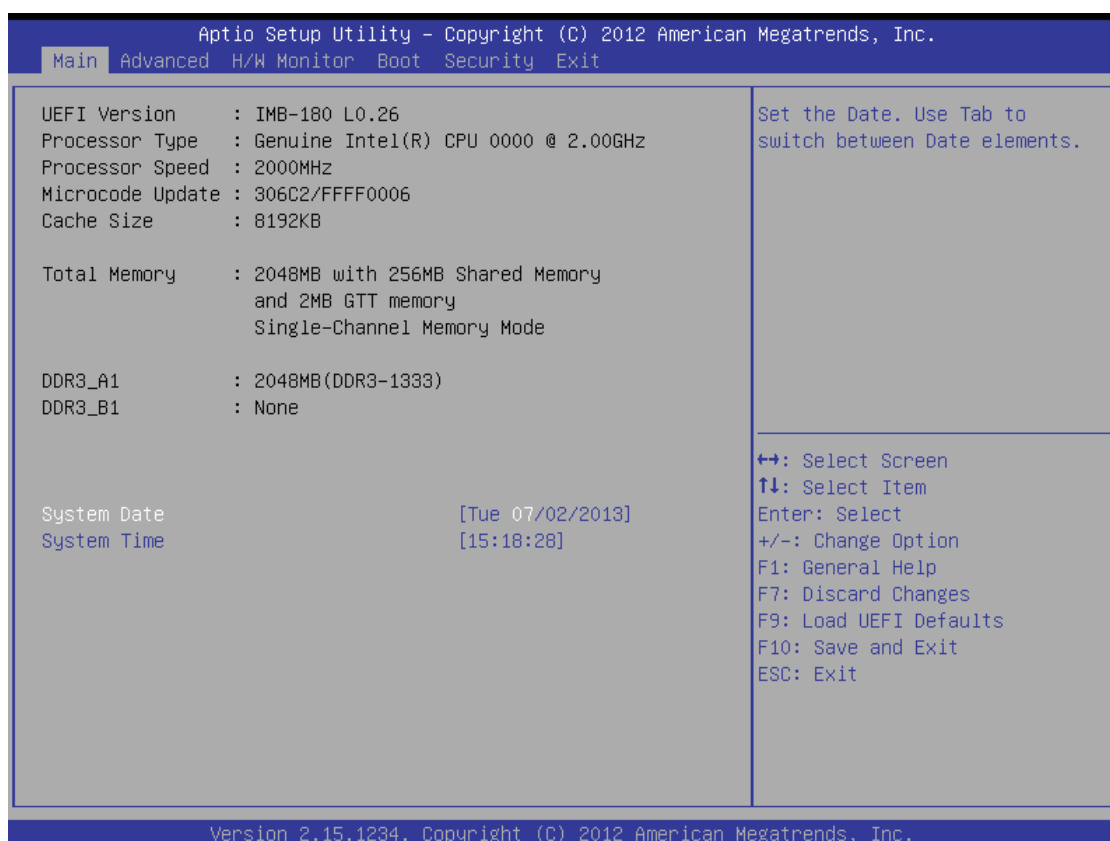 Aptio Setup Utility – Copyright (C) 2012 American Megatrends, Inc.
Main Advanced H/W Monitor Boot Security Exit
UEFI Version : IMB-180 L0.26
Processor Type : Genuine Intel(R) CPU 0000 @ 2.00GHz
Processor Speed : 2000MHz
Microcode Update : 306C2/FFFF0006
Cache Size : 8192KB
Total Memory : 2048MB with 256MB Shared Memory
and 2MB GTT memory
Single-Channel Memory Mode
DDR3_A1 : 2048MB(DDR3-1333)
DDR3_B1 : None
System Date [Tue 07/02/2013]
System Time [15:18:28]
Set the Date. Use Tab to
switch between Date elements.
↔: Select Screen
↑↓: Select Item
Enter: Select
+/-: Change Option
F1: General Help
F7: Discard Changes
F9: Load UEFI Defaults
F10: Save and Exit
ESC: Exit
Version 2.15.1234. Copyright (C) 2012 American Megatrends, Inc.